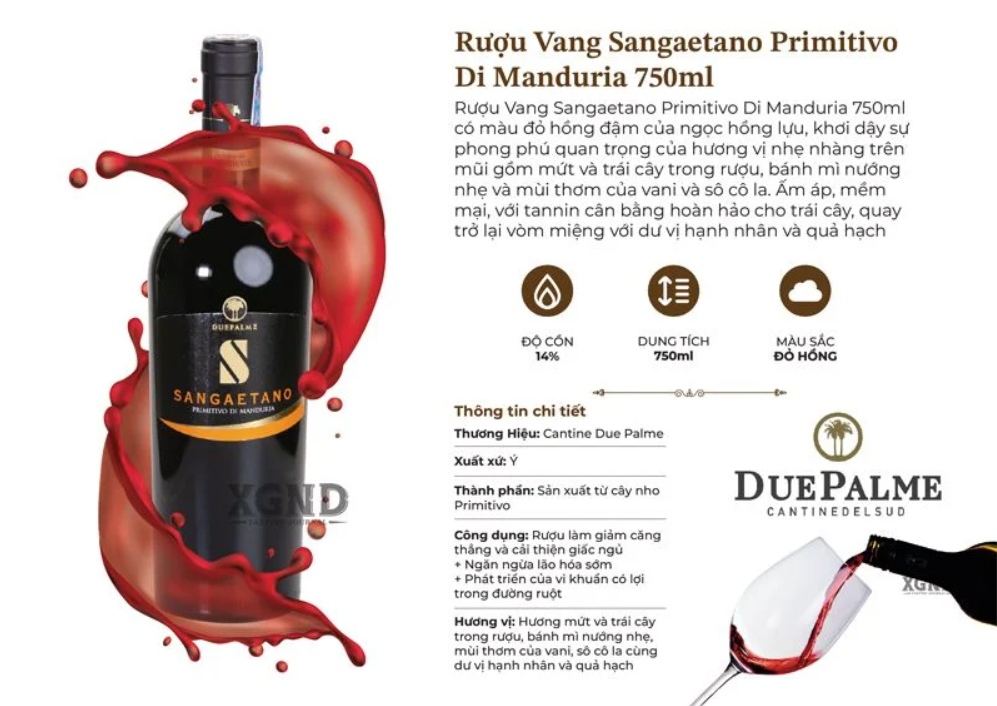 Rượu Vang Sangaetano Primitivo
Di Manduria 750ml
Rượu Vang Sangaetano Primitivo Di Manduria 750ml
có màu đỏ hồng đậm của ngọc hồng lựu, khơi dậy sự
phong phú quan trọng của hương vị nhẹ nhàng trên
mũi gồm mứt và trái cây trong rượu, bánh mì nướng
nhẹ và mùi thơm của vani và sô cô la. Ấm áp, mềm
mại, với tannin cân bằng hoàn hảo cho trái cây, quay
trở lại vòm miệng với dư vị hạnh nhân và quả hạch
ĐỘ CỒN
14%
DUNG TÍCH
750ml
MÀU SẮC
ĐỎ HỒNG
DUEPALME
S
SANGAETANO
PRIMITIVO DI MANDURIA
XGND
Thông tin chi tiết
Thương Hiệu: Cantine Due Palme
Xuất xứ: Ý
Thành phần: Sản xuất từ cây nho
Primitivo
Công dụng: Rượu làm giảm căng
thẳng và cải thiện giấc ngủ
+ Ngăn ngừa lão hóa sớm
+ Phát triển của vi khuẩn có lợi
trong đường ruột
Hương vị: Hương mứt và trái cây
trong rượu, bánh mì nướng nhẹ,
mùi thơm của vani, sô cô la cùng
dư vị hạnh nhân và quả hạch
DUEPALME
CANTINEDELSUD
XGND